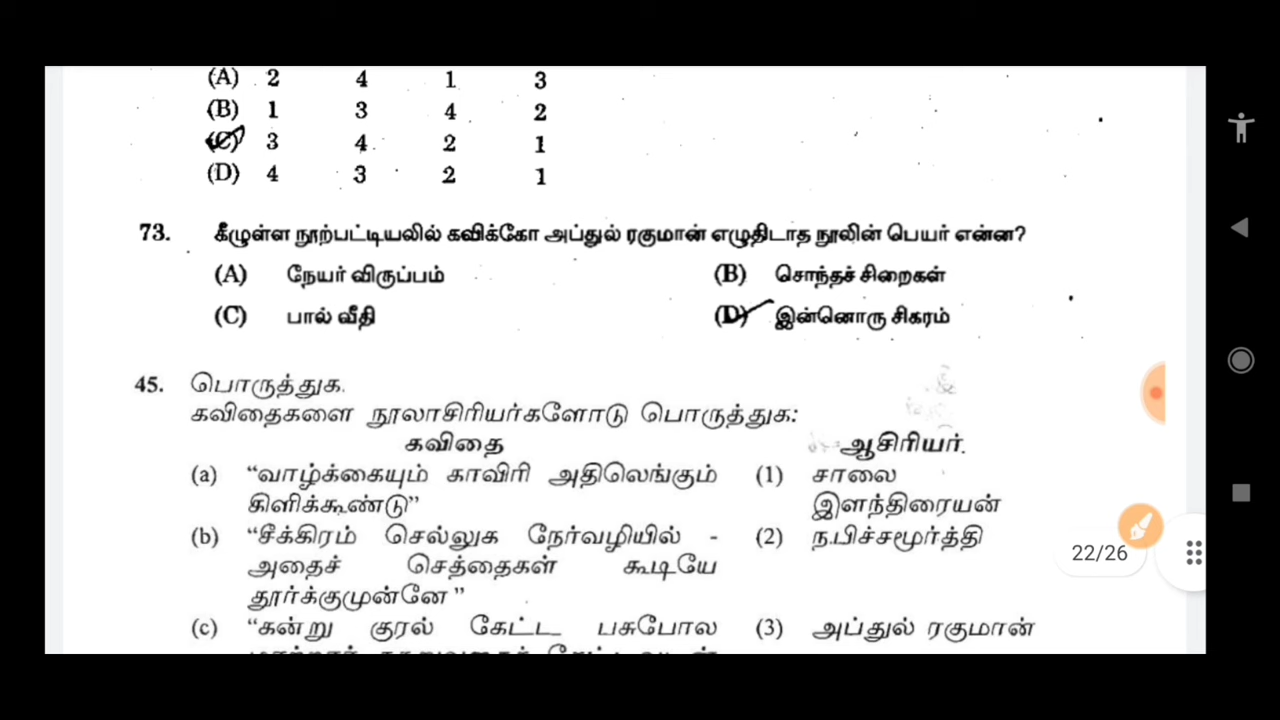 (A) 2 4 1 3
(B) 1 3 4 2
(C) 3 4 2 1
(D) 4 3 2 1
73. கீழுள்ள நூற்பட்டியலில் கவிக்கோ அப்துல் ரகுமான் எழுதிடாத நூலின் பெயர் என்ன?
(A) நேயர் விருப்பம் (B) சொந்தச் சிறைகள்
(C) பால் வீதி (D) இன்னொரு சிகரம்
45. பொருத்துக.
கவிதைகளை நூலாசிரியர்களோடு பொருத்துக:
கவிதை ஆசிரியர்.
(a) “வாழ்க்கையும் காவிரி அதிலெங்கும் (1) சாலை
கிளிக்கூண்டு” இளந்திரையன்
(b) “சீக்கிரம் செல்லுக நேர்வழியில் - (2) ந.பிச்சமூர்த்தி
அதைச் செத்தைகள் கூடியே
தூர்க்குமுன்னே”
22/26
(c) “கன்று குரல் கேட்ட பசுபோல (3) அப்துல் ரகுமான்